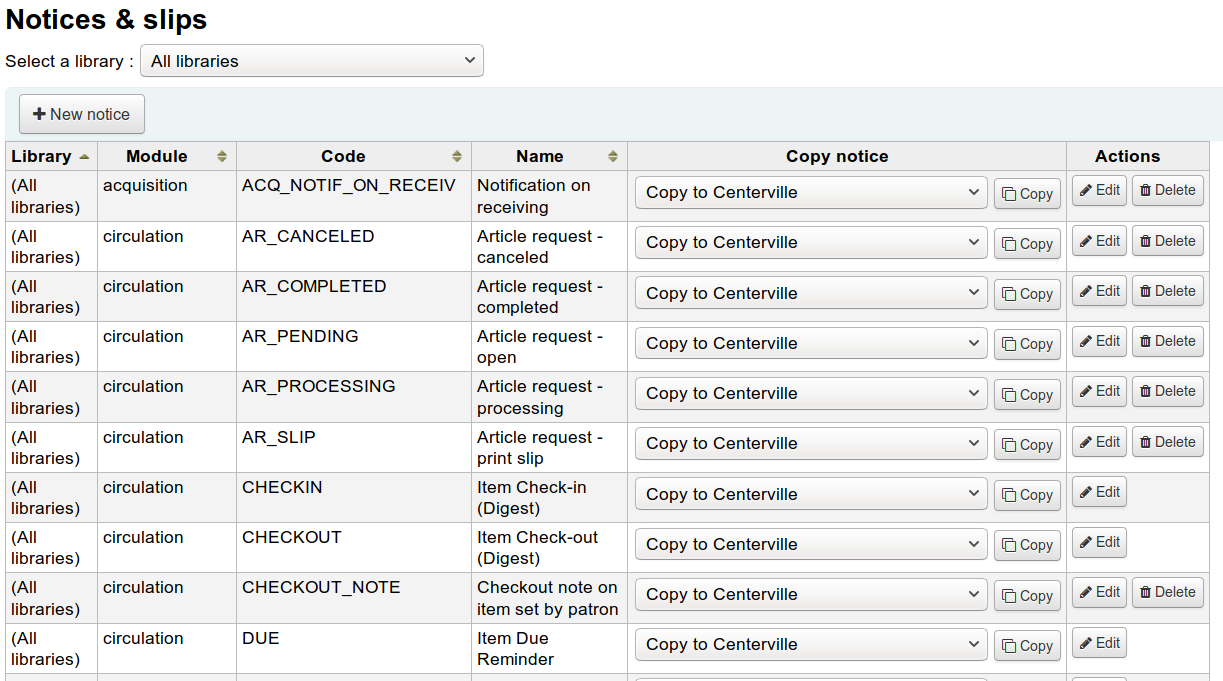 Notices & slips
Select a library : All libraries
New notice
Library Module Code Name Copy notice Actions
(All acquisition ACQ_NOTIF_ON_RECEIV Notification on Copy to Centerville Copy Edit Delete
libraries) receiving
(All circulation AR_CANCELED Article request - Copy to Centerville Copy Edit Delete
libraries) canceled
(All circulation AR_COMPLETED Article request - Copy to Centerville Copy Edit Delete
libraries) completed
(All circulation AR_PENDING Article request - Copy to Centerville Copy Edit Delete
libraries) open
(All circulation AR_PROCESSING Article request - Copy to Centerville Copy Edit Delete
libraries) processing
(All circulation AR_SLIP Article request - Copy to Centerville Copy Edit Delete
libraries) print slip
(All circulation CHECKIN Item Check-in Copy to Centerville Copy Edit
libraries) (Digest)
(All circulation CHECKOUT Item Check-out Copy to Centerville Copy Edit
libraries) (Digest)
(All circulation CHECKOUT_NOTE Checkout note on Copy to Centerville Copy Edit Delete
libraries) item set by patron
(All circulation DUE Item Due Copy to Centerville Copy Edit
libraries) Reminder